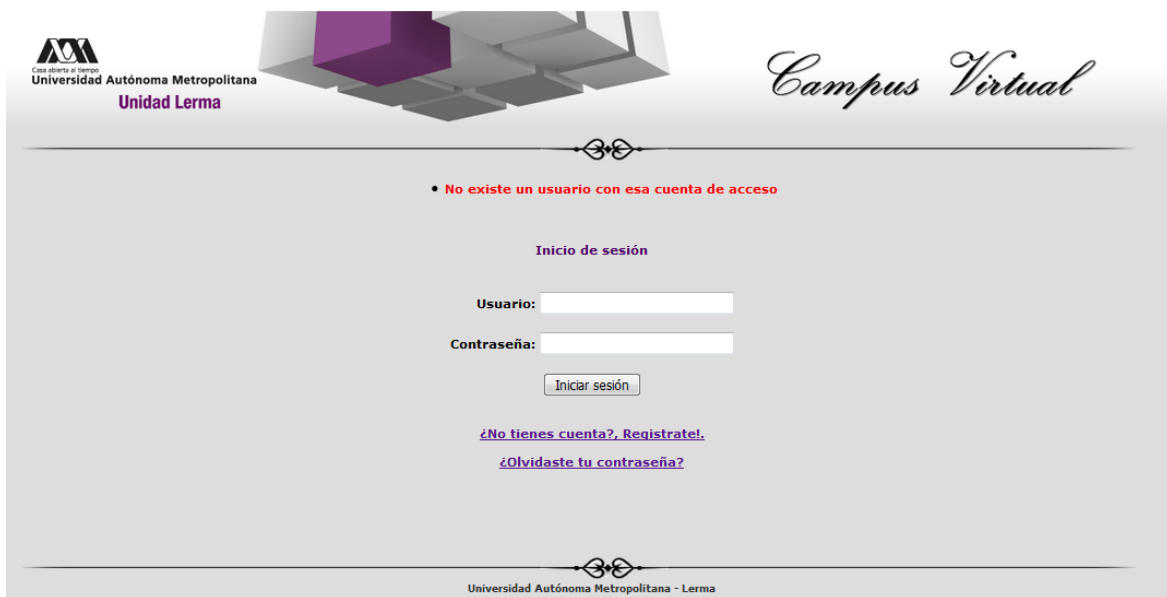 Casa abierta al tiempo
Universidad Autónoma Metropolitana
Unidad Lerma
Campus Virtual
No existe un usuario con esa cuenta de acceso
Inicio de sesión
Usuario:
Contraseña:
Iniciar sesión
¿No tienes cuenta?, Registrate!.
¿Olvidaste tu contraseña?
Universidad Autónoma Metropolitana - Lerma